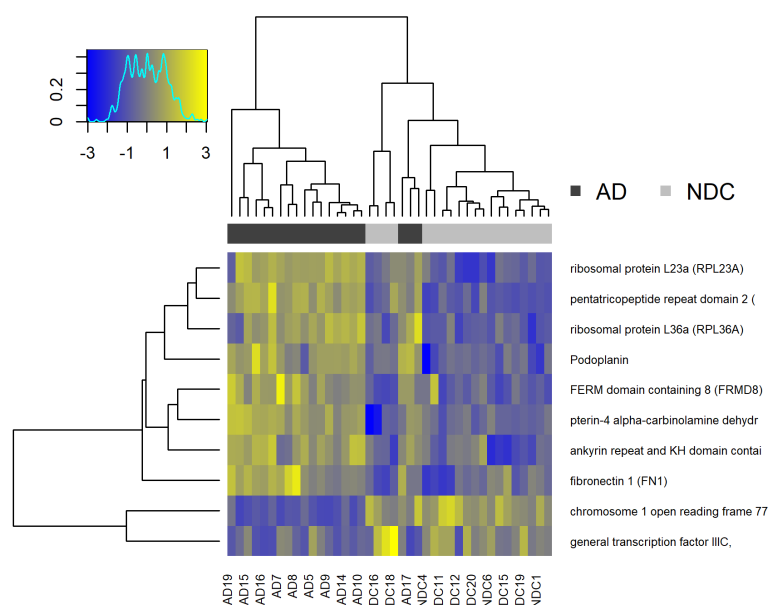 0.2
0
-3 -1 1 3
AD NDC
ribosomal protein L23a (RPL23A)
pentatricopeptide repeat domain 2 (
ribosomal protein L36a (RPL36A)
Podoplanin
FERM domain containing 8 (FRMD8)
pterin-4 alpha-carbinolamine dehydr
ankyrin repeat and KH domain contai
fibronectin 1 (FN1)
chromosome 1 open reading frame 77
general transcription factor IIIC,
AD19
AD15
AD16
AD7
AD8
AD5
AD9
AD14
AD10
DC16
DC18
AD17
NDC4
DC11
DC12
DC20
NDC6
DC15
DC19
NDC1